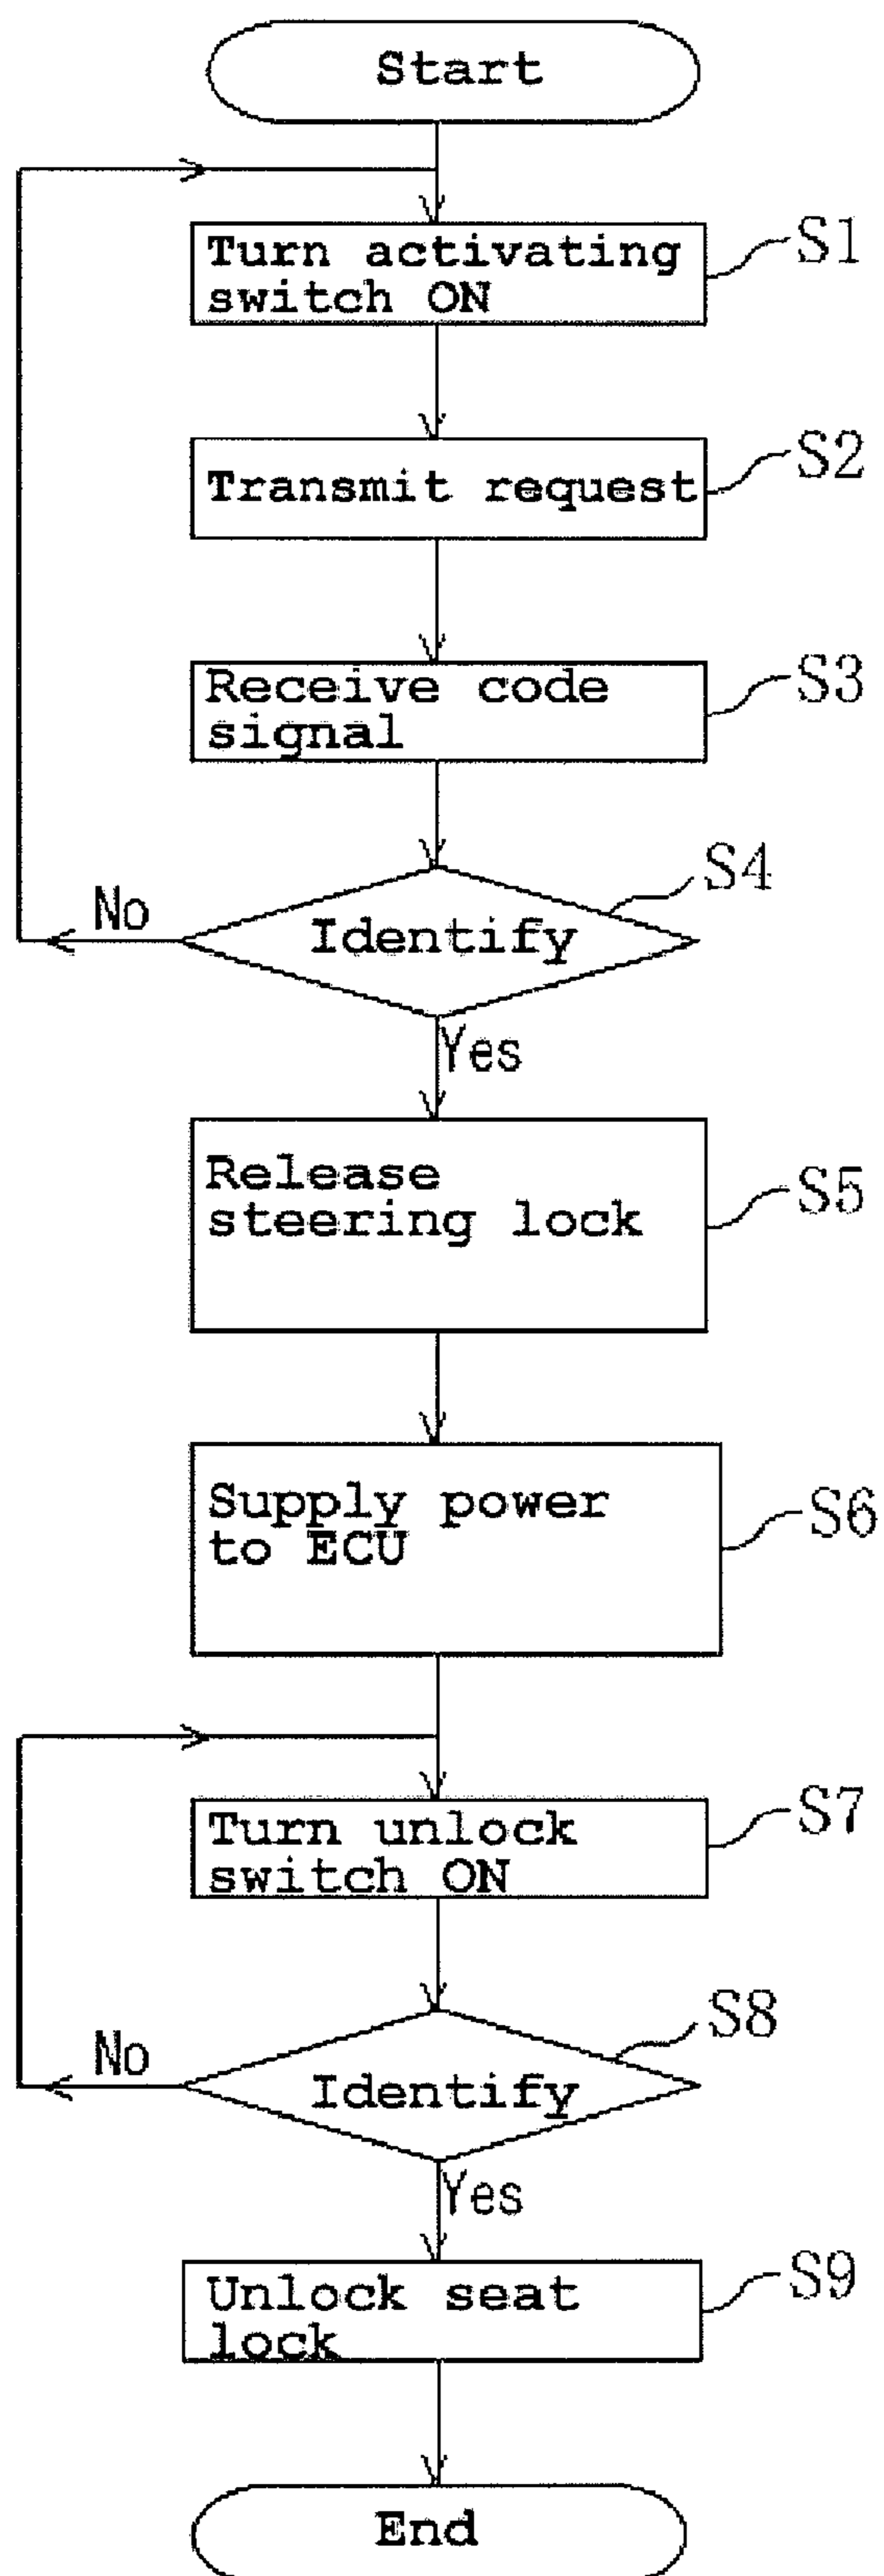 Start
Turn activating
switch ON
S1
Transmit request
S2
Receive code
signal
S3
Identify
S4
No
Yes
Release
steering lock
S5
Supply power
to ECU
S6
Turn unlock
switch ON
S7
Identify
S8
No
Yes
Unlock seat
lock
S9
End